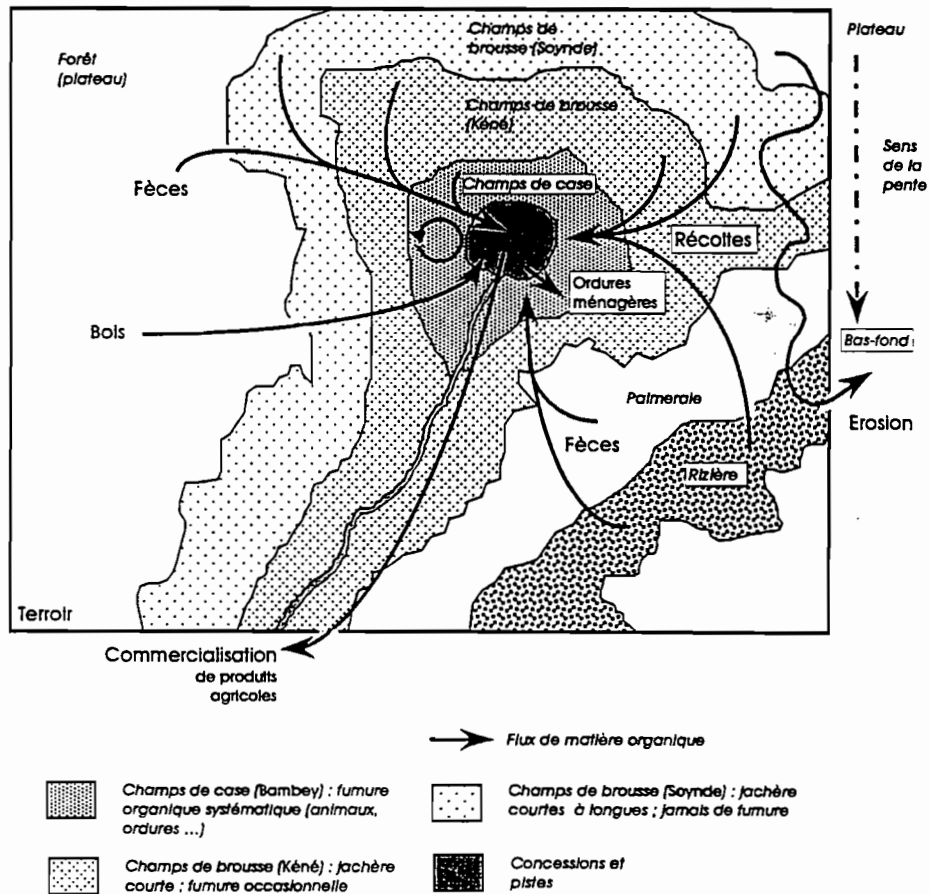 Champs de
brousse (Soynde)
Plateau
Forêt
(plateau)
Champs de brousse
(Kéné)
Sens
de la
pente
Fèces
Champs de case
Récoltes
Ordures
ménagères
Bois
Bas-fond
Palmeraie
Erosion
Fèces
Rizière
Terroir
Commercialisation
de produits
agricoles
Flux de matière organique
Champs de case (Bambey) : fumure
organique systématique (animaux,
ordures ...)
Champs de brousse (Soynde) : jachère
courtes à longues ; jamais de fumure
Champs de brousse (Kéné) : jachère
courte ; fumure occasionnelle
Concessions et
pistes